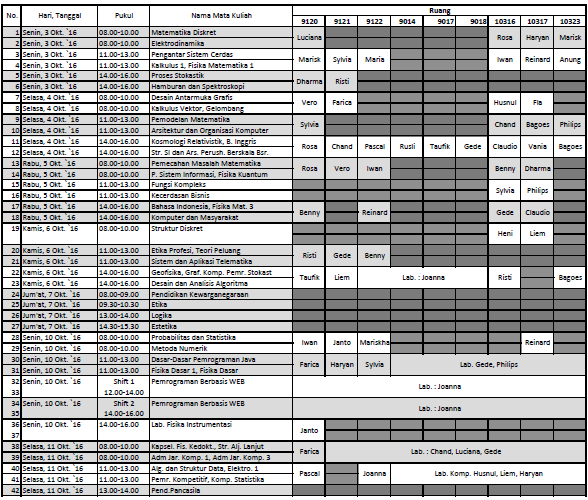 No. Hari, Tanggal Pukul Nama Mata Kuliah Ruang
9120 9121 9122 9014 9017 9018 10316 10317 10323
1 Senin, 3 Okt. `16 08.00-10.00 Matematika Diskret
Luciana Rosa Haryan Marisk
2 Senin, 3 Okt. `16 08.00-10.00 Elektrodinamika
3 Senin, 3 Okt. `16 11.00-13.00 Pengantar Sistem Cerdas
Marisk Sylvia Maria Iwan Reinard Anung
4 Senin, 3 Okt. `16 11.00-13.00 Kalkulus 1, Fisika Matematika 1
5 Senin, 3 Okt. `16 14.00-16.00 Proses Stokastik
Dharma Risti
6 Senin, 3 Okt. `16 14.00-16.00 Hamburan dan Spektroskopi
7 Selasa, 4 Okt. `16 08.00-10.00 Desain Antarmuka Grafis
Vero Farica Husnul Fla
8 Selasa, 4 Okt. `16 08.00-10.00 Kalkulus Vektor, Gelombang
9 Selasa, 4 Okt. `16 11.00-13.00 Pemodelan Matematika
Sylvia Chand Bagoes Philips
10 Selasa, 4 Okt. `16 11.00-13.00 Arsitektur dan Organisasi Komputer
11 Selasa, 4 Okt. `16 14.00-16.00 Kosmologi Relativistik, B. Inggris
Rosa Chand Pascal Rusli Taufik Gede Claudio Vania Bagoes
12 Selasa, 4 Okt. `16 14.00-16.00 Str. SI dan Ars. Perush. Berskala Bsr.
13 Rabu, 5 Okt. `16 08.00-10.00 Pemecahan Masalah Matematika
Rosa Vero Iwan Benny Dharma
14 Rabu, 5 Okt. `16 08.00-10.00 P. Sistem Informasi, Fisika Kuantum
15 Rabu, 5 Okt. `16 11.00-13.00 Fungsi Kompleks
Sylvia Philips
16 Rabu, 5 Okt. `16 11.00-13.00 Kecerdasan Bisnis
17 Rabu, 5 Okt. `16 14.00-16.00 Bahasa Indonesia, Fisika Mat. 3
Benny Reinard Gede Claudio
18 Rabu, 5 Okt. `16 14.00-16.00 Komputer dan Masyarakat
19 Kamis, 6 Okt. `16 08.00-10.00 Struktur Diskret
Heni Liem
20 Kamis, 6 Okt. `16 11.00-13.00 Etika Profesi, Teori Peluang
Risti Gede Benny
21 Kamis, 6 Okt. `16 11.00-13.00 Sistem dan Aplikasi Telematika
22 Kamis, 6 Okt. `16 14.00-16.00 Geofisika, Graf. Komp. Pemr. Stokast
Taufik Liem Lab. : Joanna Risti Bagoes
23 Kamis, 6 Okt. `16 14.00-16.00 Desain dan Analisis Algoritma
24 Jum'at, 7 Okt. `16 08.00-09.00 Pendidikan Kewarganegaraan
25 Jum'at, 7 Okt. `16 09.30-10.30 Etika
26 Jum'at, 7 Okt. `16 13.00-14.00 Logika
27 Jum'at, 7 Okt. `16 14.30-15.30 Estetika
28 Senin, 10 Okt. `16 08.00-10.00 Probabilitas dan Statistika
Iwan Janto Mariskha Reinard
29 Senin, 10 Okt. `16 08.00-10.00 Metoda Numerik
30 Senin, 10 Okt. `16 11.00-13.00 Dasar-Dasar Pemrograman Java
Farica Haryan Sylvia Lab. Gede, Philips
31 Senin, 10 Okt. `16 11.00-13.00 Fisika Dasar 1, Fisika Dasar
32 Senin, 10 Okt. `16 Shift 1 Pemrograman Berbasis WEB
Lab. : Joanna
33 12.00-14.00
34 Senin, 10 Okt. `16 Shift 2 Pemrograman Berbasis WEB
Lab. : Joanna
35 14.00-16.00
36 Senin, 10 Okt. `16 14.00-16.00 Lab. Fisika Instrumentasi
Janto
37
38 Selasa, 11 Okt. `16 08.00-10.00 Kapsel. Fis. Kedokt., Str. Alj. Lanjut
Farica Lab. : Chand, Luciana, Gede
39 Selasa, 11 Okt. `16 08.00-10.00 Adm Jar. Komp. 1, Adm Jar. Komp. 3
40 Selasa, 11 Okt. `16 11.00-13.00 Alg. dan Struktur Data, Elektro. 1
Pascal Joanna Lab. Komp. Husnul, Liem, Haryan
41 Selasa, 11 Okt. `16 11.00-13.00 Pemr. Kompetitif, Komp. Statistika
42 Selasa, 11 Okt. `16 13.00-14.00 Pend.Pancasila